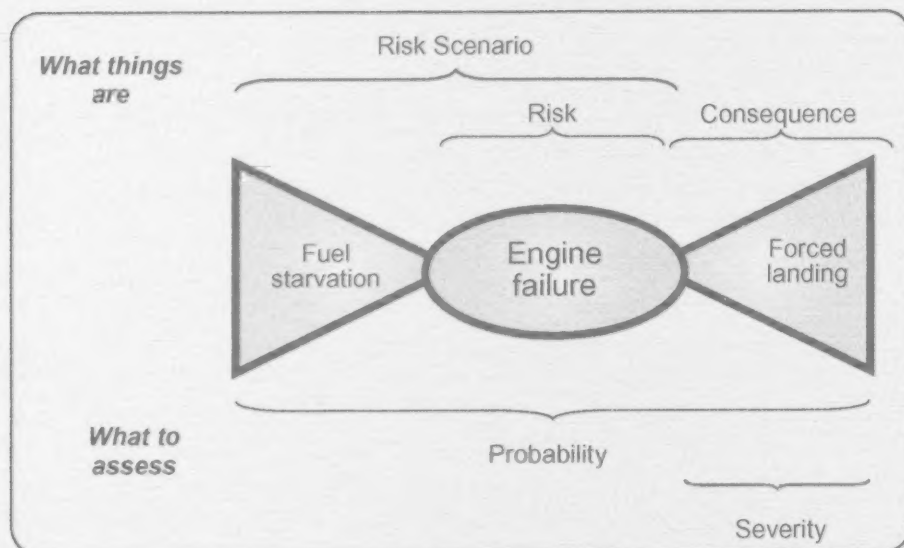 What things
are
Risk Scenario
Risk
Consequence
Fuel
starvation
Engine
failure
Forced
landing
What to
assess
Probability
Severity